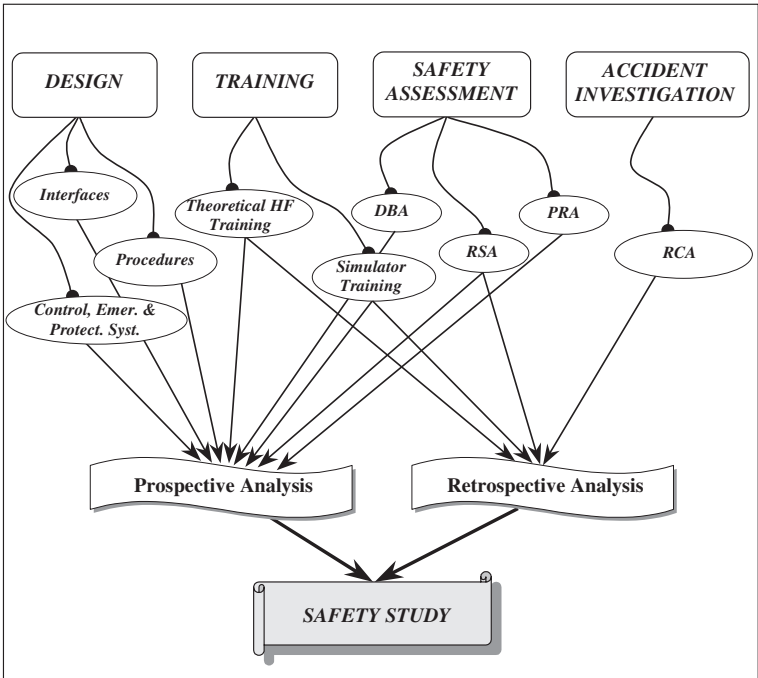 DESIGN
TRAINING
SAFETY
ASSESSMENT
ACCIDENT
INVESTIGATION
Interfaces
Theoretical HF
Training
DBA
PRA
Procedures
Simulator
Training
RSA
RCA
Control, Emer. &
Protect. Syst.
Prospective Analysis
Retrospective Analysis
SAFETY STUDY